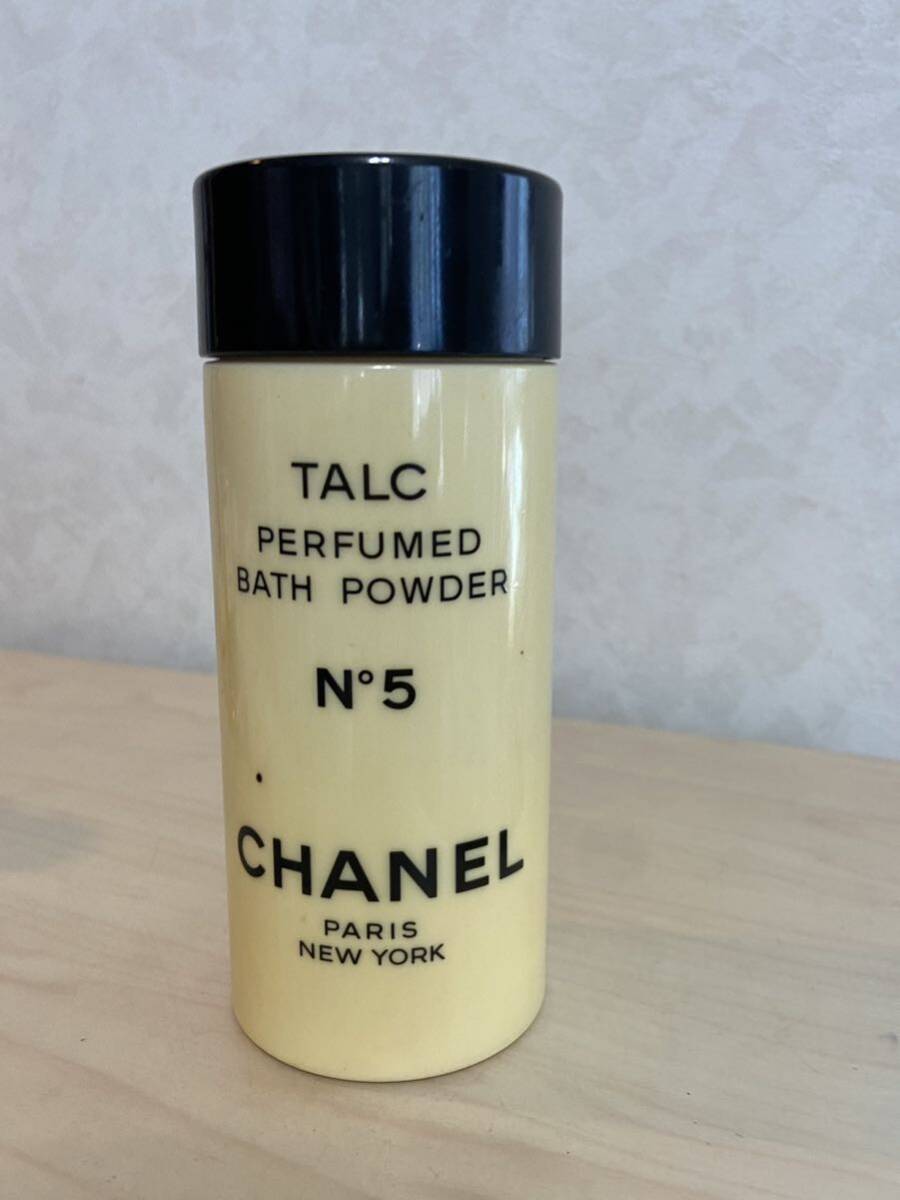 TALC
PERFUMED
BATH POWDER
N°5
CHANEL
PARIS
NEW YORK